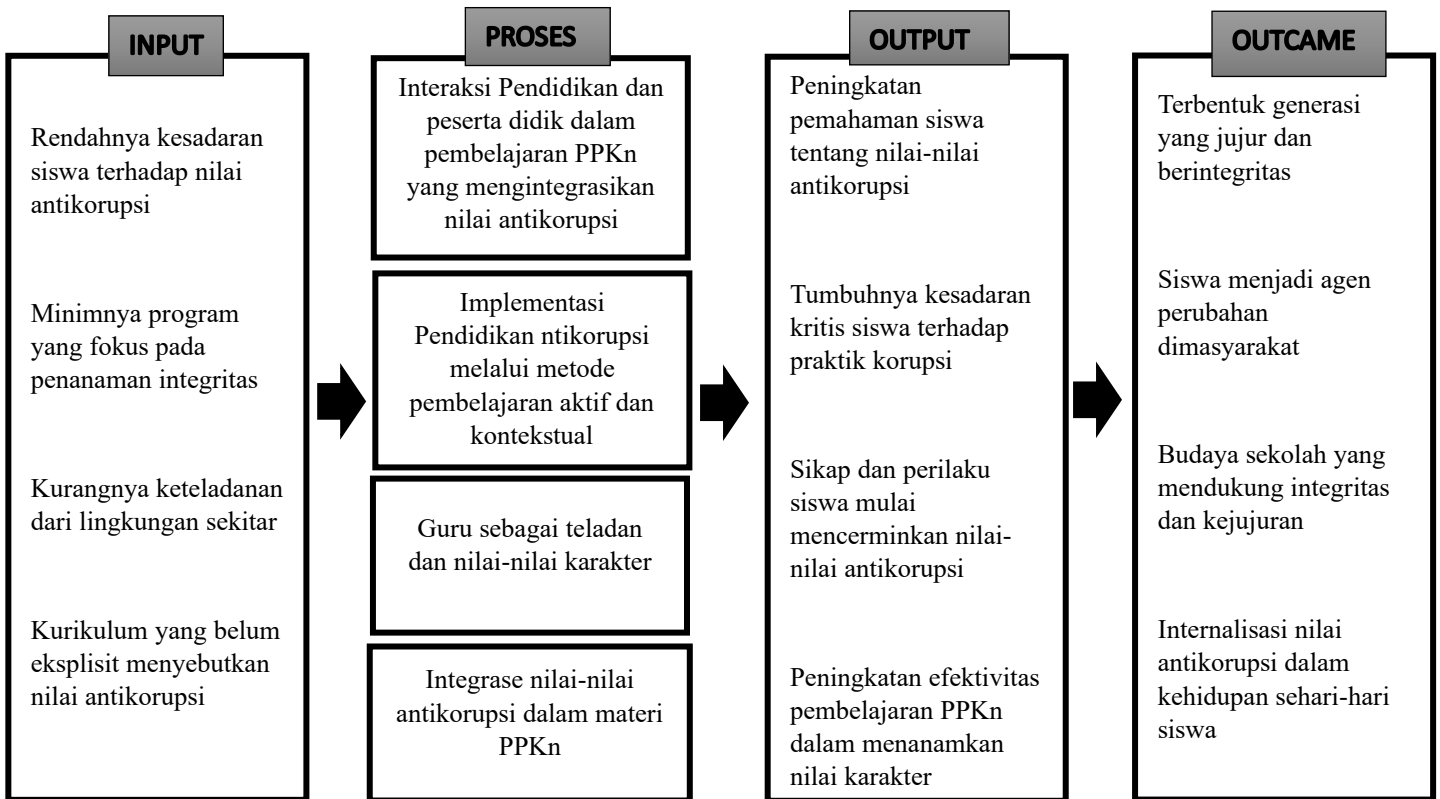 INPUT
Rendahnya kesadaran
siswa terhadap nilai
antikorupsi
Minimnya program
yang fokus pada
penanaman integritas
Kurangnya keteladanan
dari lingkungan sekitar
Kurikulum yang belum
eksplisit menyebutkan
nilai antikorupsi
PROSES
Interaksi Pendidikan dan
peserta didik dalam
pembelajaran PPKn
yang mengintegrasikan
nilai antikorupsi
Implementasi
Pendidikan ntikorupsi
melalui metode
pembelajaran aktif dan
kontekstual
Guru sebagai teladan
dan nilai-nilai karakter
Integrase nilai-nilai
antikorupsi dalam materi
PPKn
OUTPUT
Peningkatan
pemahaman siswa
tentang nilai-nilai
antikorupsi
Tumbuhnya kesadaran
kritis siswa terhadap
praktik korupsi
Sikap dan perilaku
siswa mulai
mencerminkan nilai-
nilai antikorupsi
Peningkatan efektivitas
pembelajaran PPKn
dalam menanamkan
nilai karakter
OUTCAME
Terbentuk generasi
yang jujur dan
berintegritas
Siswa menjadi agen
perubahan
dimasyarakat
Budaya sekolah yang
mendukung integritas
dan kejujuran
Internalisasi nilai
antikorupsi dalam
kehidupan sehari-hari
siswa